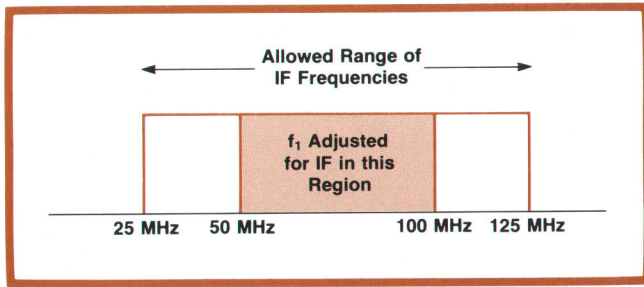 Allowed Range of
IF Frequencies
f₁ Adjusted
for IF in this
Region
25 MHz 50 MHz 100 MHz 125 MHz